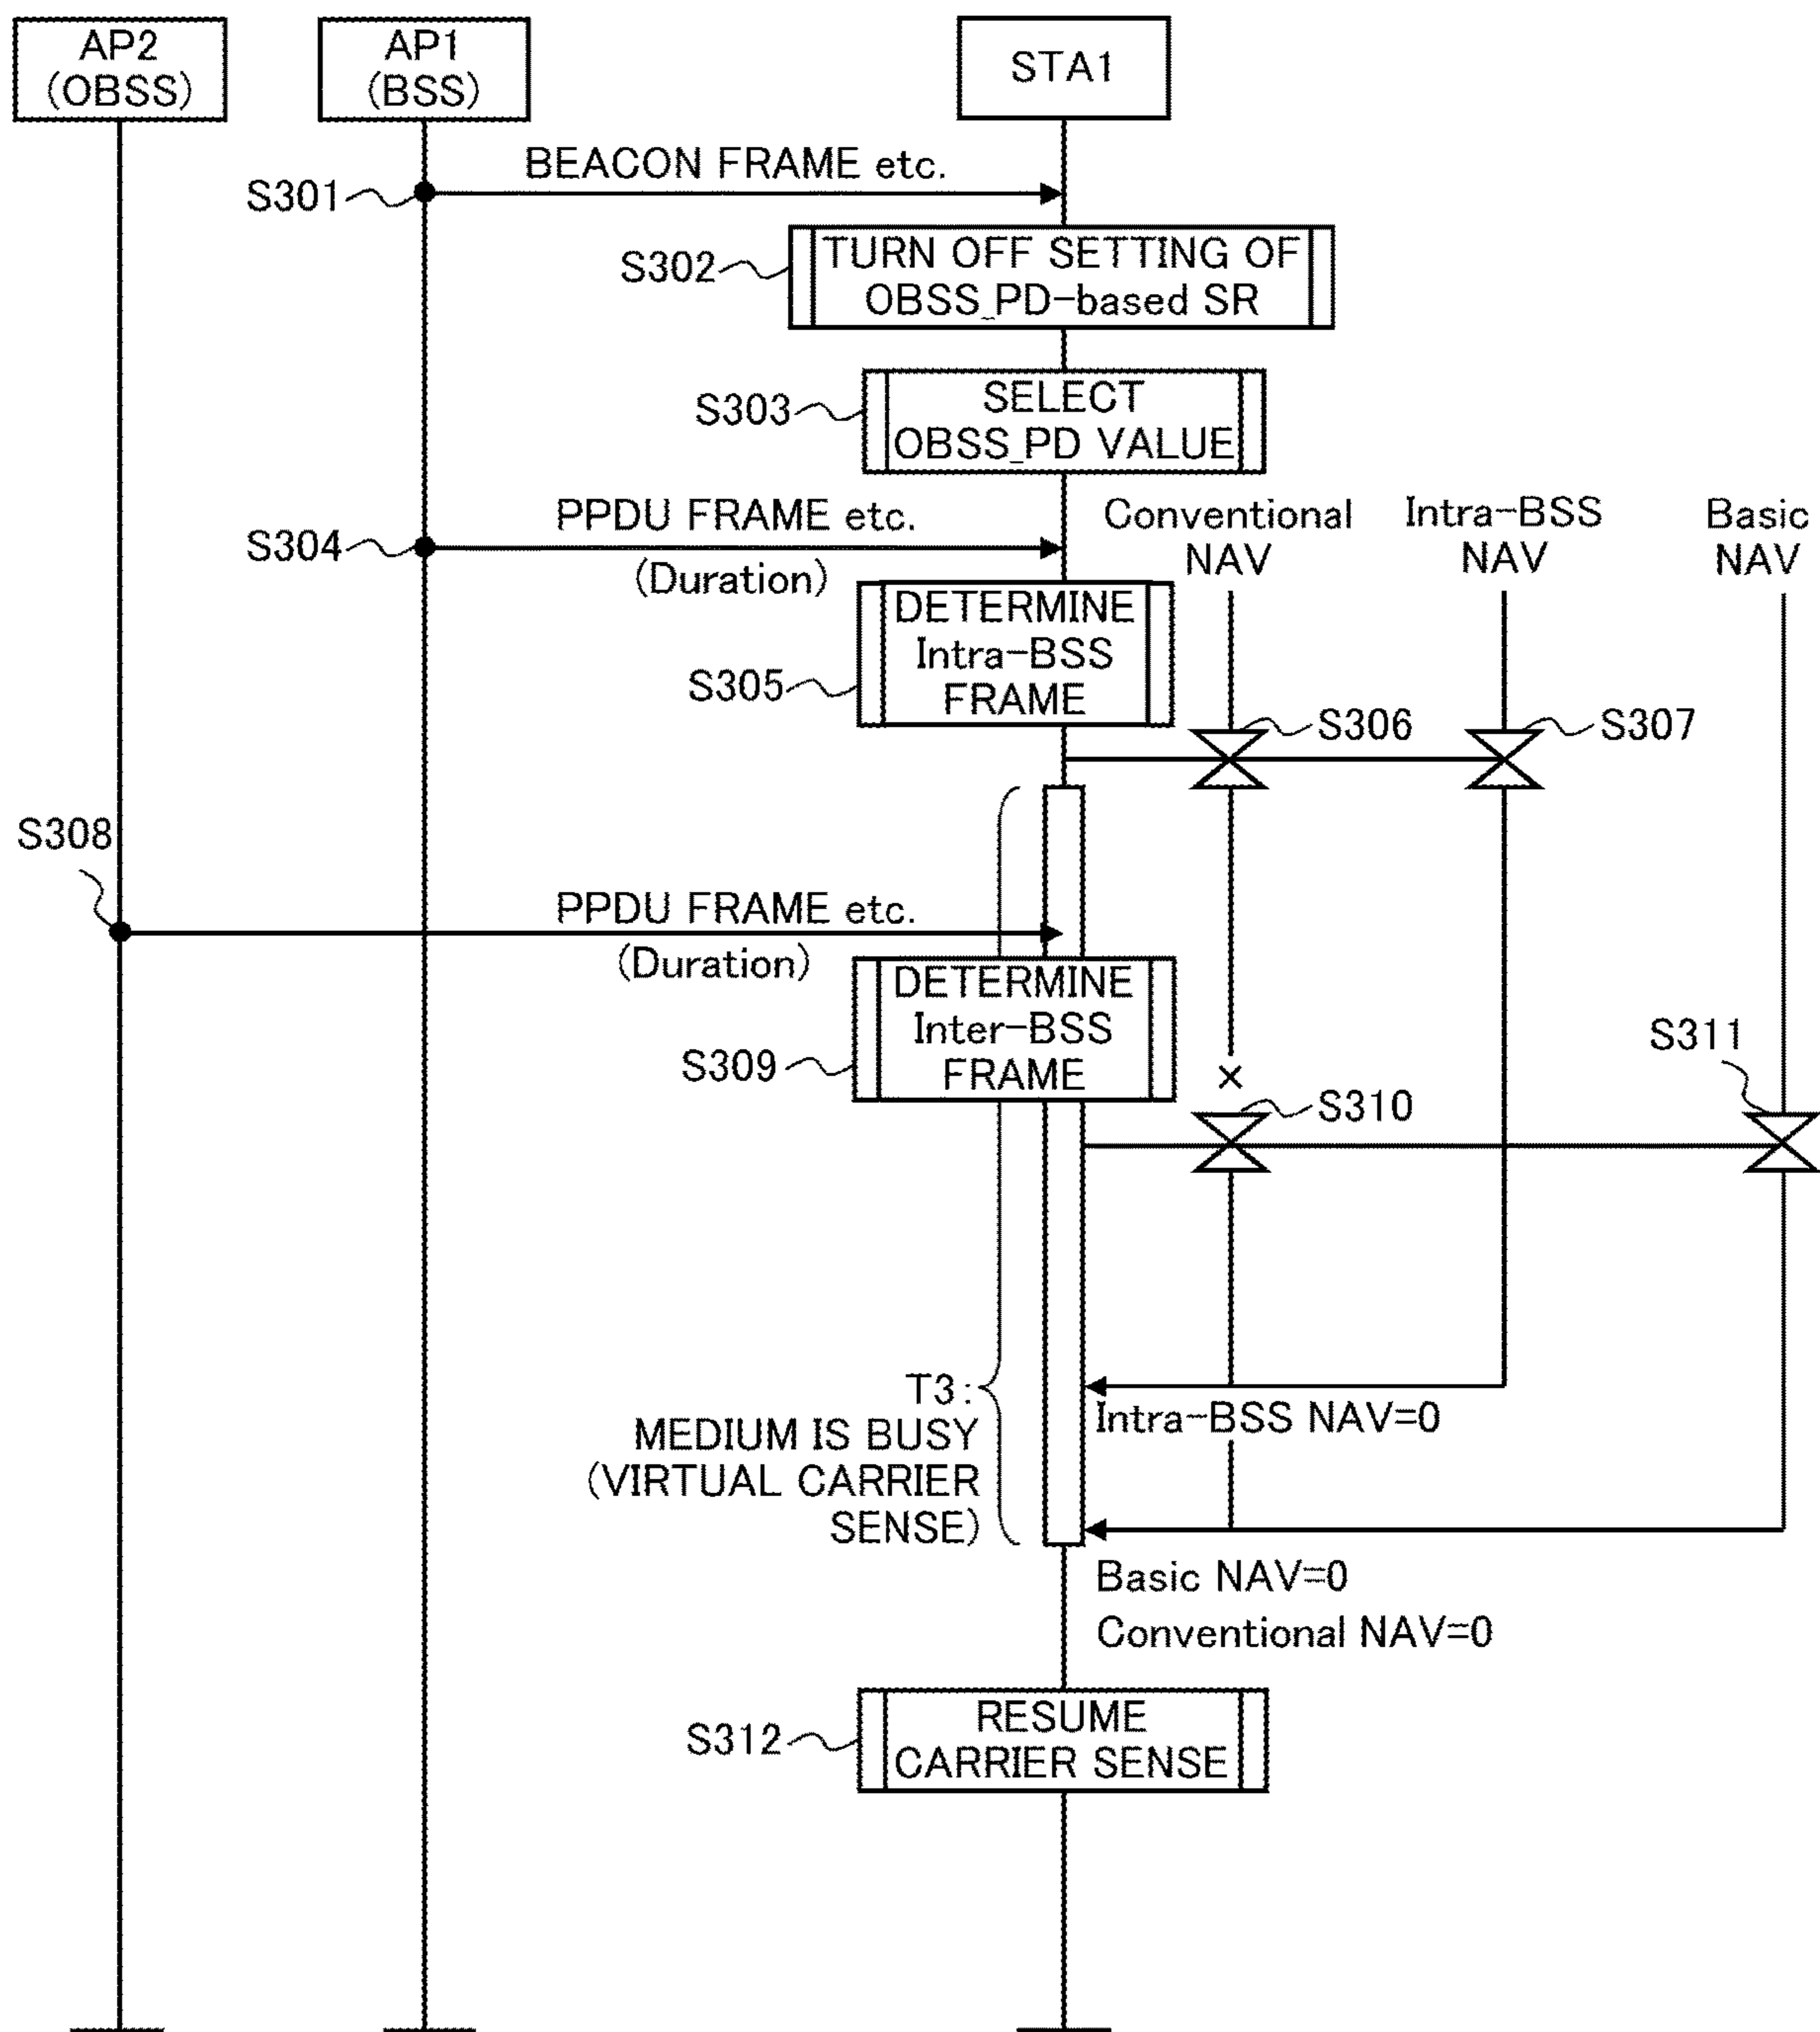 AP2
(OBSS)
AP1
(BSS)
STA1
BEACON FRAME etc.
S301
S302
TURN OFF SETTING OF
OBSS_PD-based SR
S303
SELECT
OBSS_PD VALUE
S304
PPDU FRAME etc.
(Duration)
Conventional
NAV
Intra-BSS
NAV
Basic
NAV
S305
DETERMINE
Intra-BSS
FRAME
S306
S307
S308
PPDU FRAME etc.
(Duration)
S309
DETERMINE
Inter-BSS
FRAME
×
S310
S311
T3:
MEDIUM IS BUSY
(VIRTUAL CARRIER
SENSE)
Intra-BSS NAV=0
Basic NAV=0
Conventional NAV=0
S312
RESUME
CARRIER SENSE